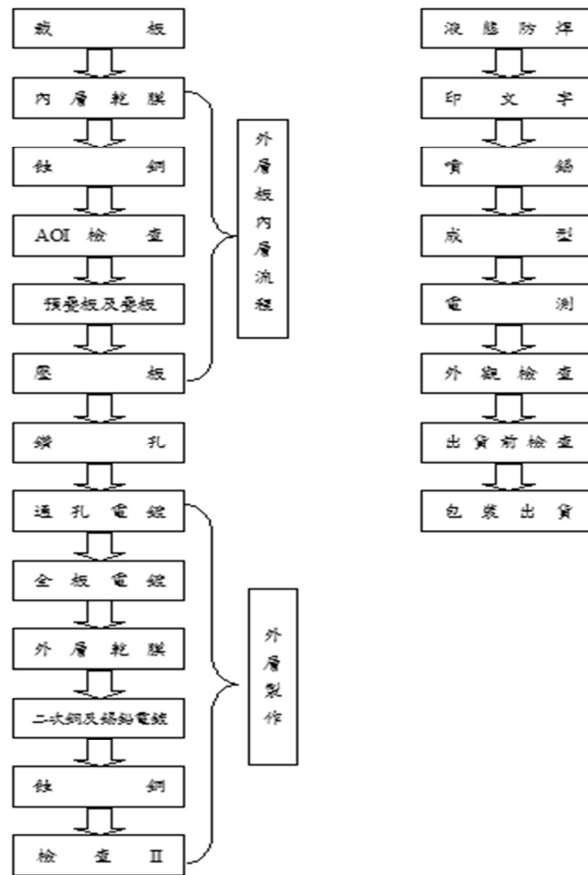 裁板
內層乾膜
蝕銅
AOI 檢查
預疊板及疊板
壓板
外層板內層流程
鑽孔
通孔電鍍
全板電鍍
外層乾膜
二次銅及錫鉛電鍍
蝕銅
檢查 II
外層製作
液態防焊
印文字
噴錫
成型
電測
外觀檢查
出貨前檢查
包裝出貨